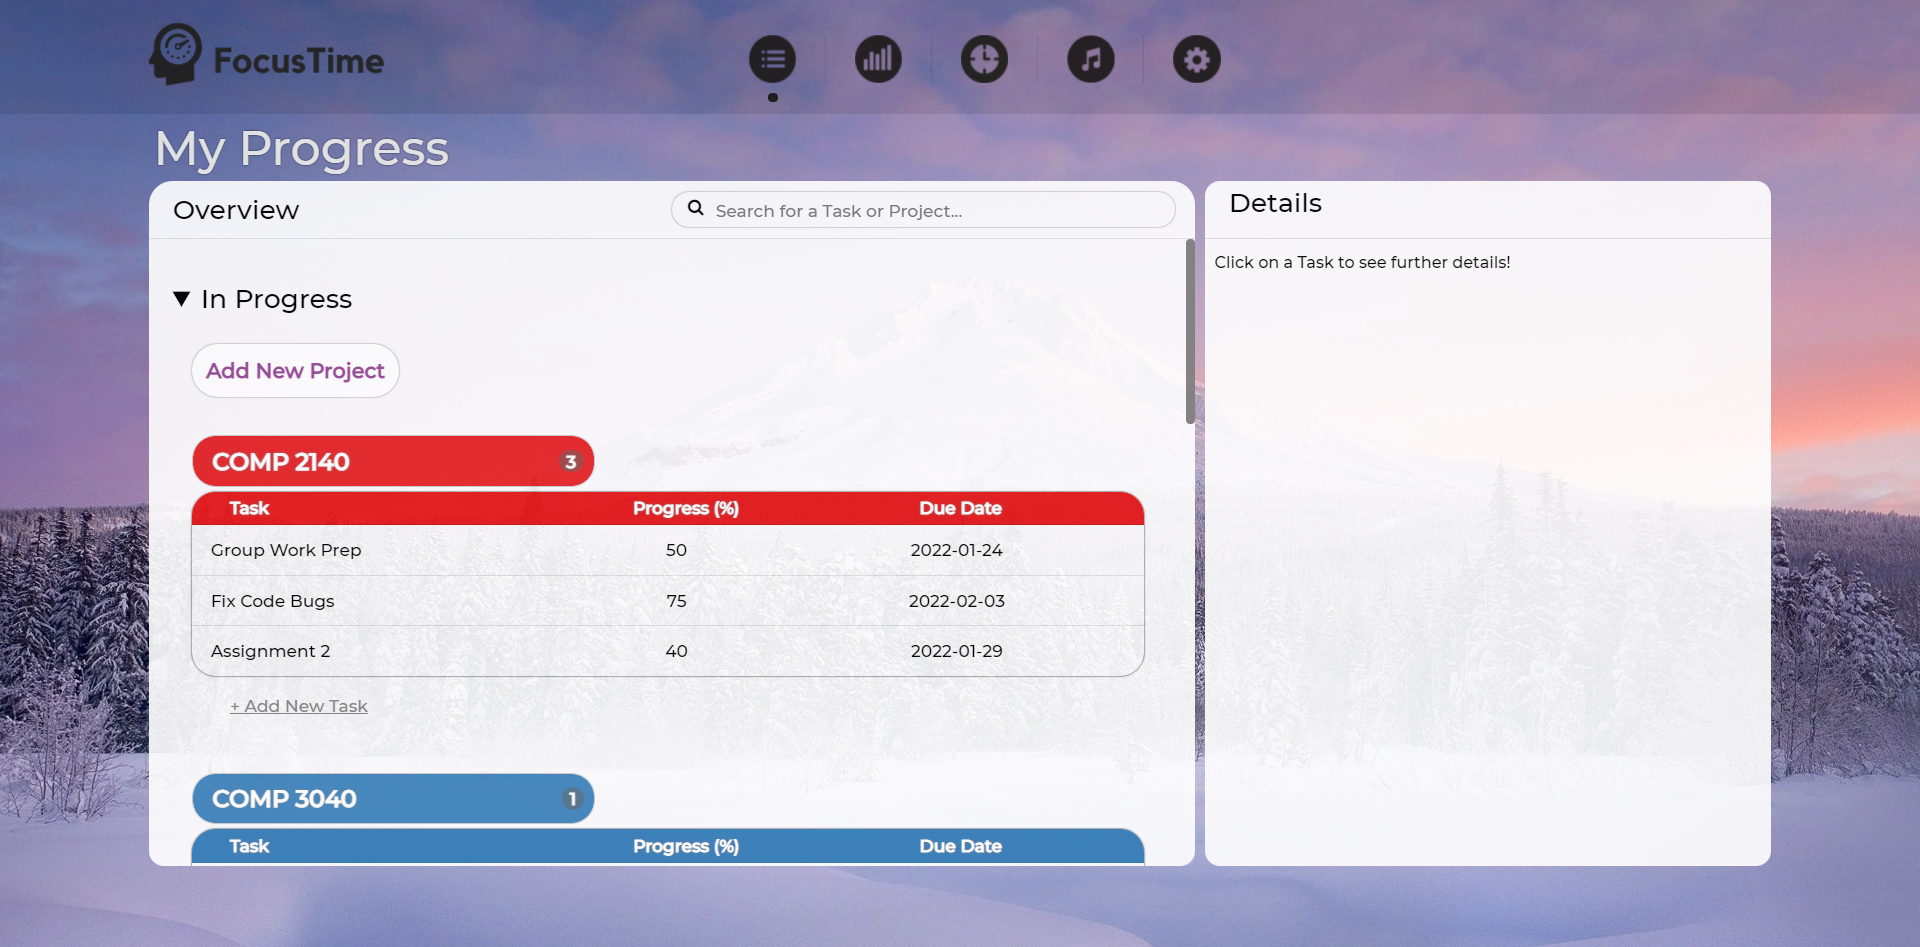 FocusTime
My Progress
Overview
Search for a Task or Project...
▼ In Progress
Add New Project
COMP 2140 3
Task Progress (%) Due Date
Group Work Prep 50 2022-01-24
Fix Code Bugs 75 2022-02-03
Assignment 2 40 2022-01-29
+ Add New Task
COMP 3040 1
Task Progress (%) Due Date
Details
Click on a Task to see further details!